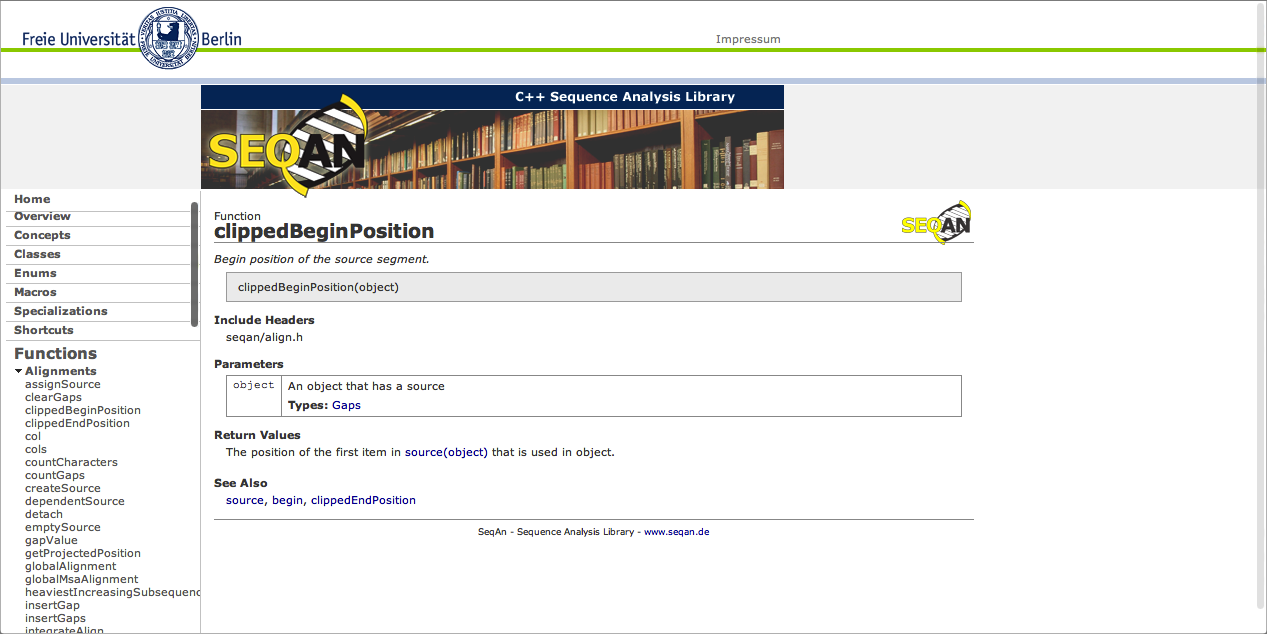 Freie Universität Berlin
Impressum
C++ Sequence Analysis Library
SEQAN
Home
Overview
Concepts
Classes
Enums
Macros
Specializations
Shortcuts
Functions
Alignments
assignSource
clearGaps
clippedBeginPosition
clippedEndPosition
col
cols
countCharacters
countGaps
createSource
dependentSource
detach
emptySource
gapValue
getProjectedPosition
globalAlignment
globalMsaAlignment
heaviestIncreasingSubsequenc
insertGap
insertGaps
integrateAlign
Function
clippedBeginPosition
SEQAN
Begin position of the source segment.
clippedBeginPosition(object)
Include Headers
seqan/align.h
Parameters
object
An object that has a source
Types: Gaps
Return Values
The position of the first item in source(object) that is used in object.
See Also
source, begin, clippedEndPosition
SeqAn - Sequence Analysis Library - www.seqan.de